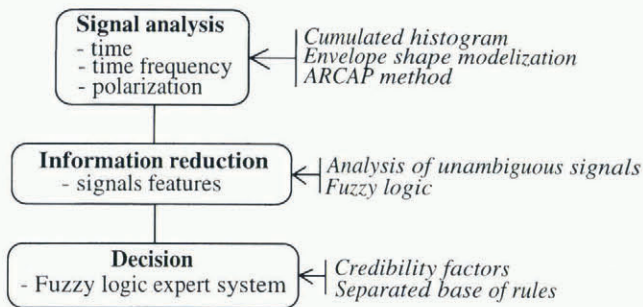 Signal analysis
- time
- time frequency
- polarization
Cumulated histogram
Envelope shape modelization
ARCAP method
Information reduction
- signals features
Analysis of unambiguous signals
Fuzzy logic
Decision
- Fuzzy logic expert system
Credibility factors
Separated base of rules